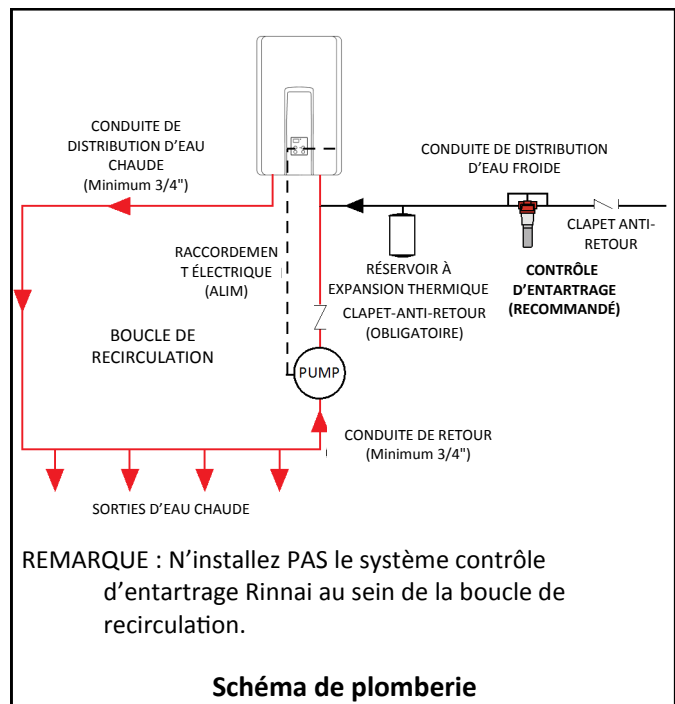 CONDUITE DE
DISTRIBUTION D’EAU
CHAUDE
(Minimum 3/4")
CONDUITE DE DISTRIBUTION
D’EAU FROIDE
CLAPET ANTI-
RETOUR
RACCORDEMEN
T ÉLECTRIQUE
(ALIM)
RÉSERVOIR À
EXPANSION THERMIQUE
CONTRÔLE
D’ENTARTRAGE
(RECOMMANDÉ)
CLAPET-ANTI-RETOUR
(OBLIGATOIRE)
BOUCLE DE
RECIRCULATION
PUMP
CONDUITE DE RETOUR
(Minimum 3/4")
SORTIES D’EAU CHAUDE
REMARQUE : N’installez PAS le système contrôle
d’entartrage Rinnai au sein de la boucle de
recirculation.
Schéma de plomberie